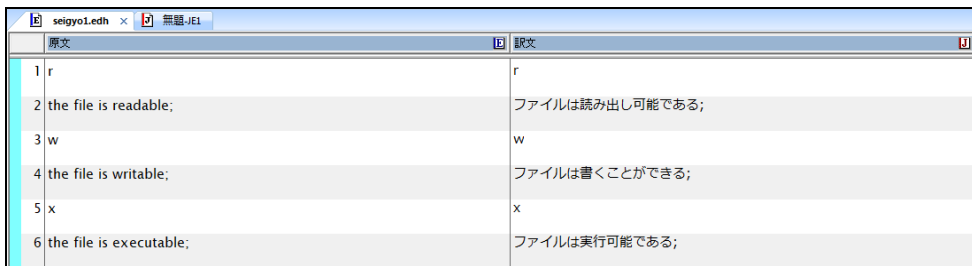 E seigyo1.edh × J 無題-JE1
原文 E 訳文 J
1 r r
2 the file is readable; ファイルは読み出し可能である;
3 w w
4 the file is writable; ファイルは書くことができる;
5 x x
6 the file is executable; ファイルは実行可能である;